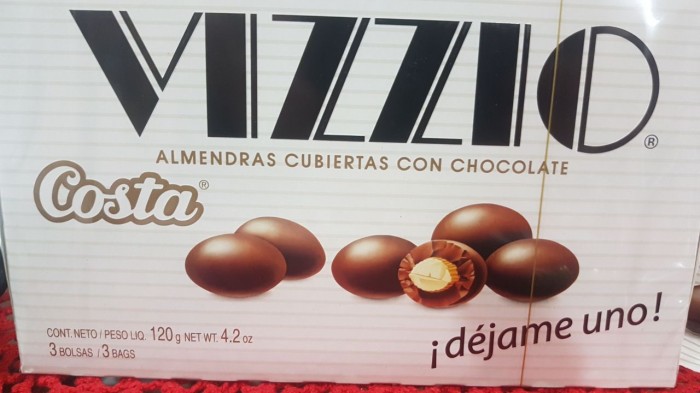 VIZZIO®
ALMENDRAS CUBIERTAS CON CHOCOLATE
Costa®
CONT. NETO / PESO LIQ. 120 g NET WT. 4.2 oz
3 BOLSAS / 3 BAGS
¡déjame uno!